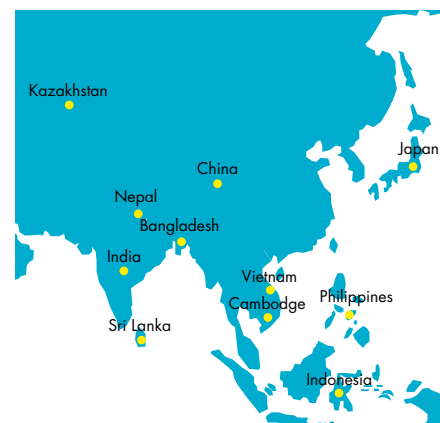 Kazakhstan
Japan
China
Nepal
Bangladesh
India
Vietnam
Cambodge
Philippines
Sri Lanka
Indonesia